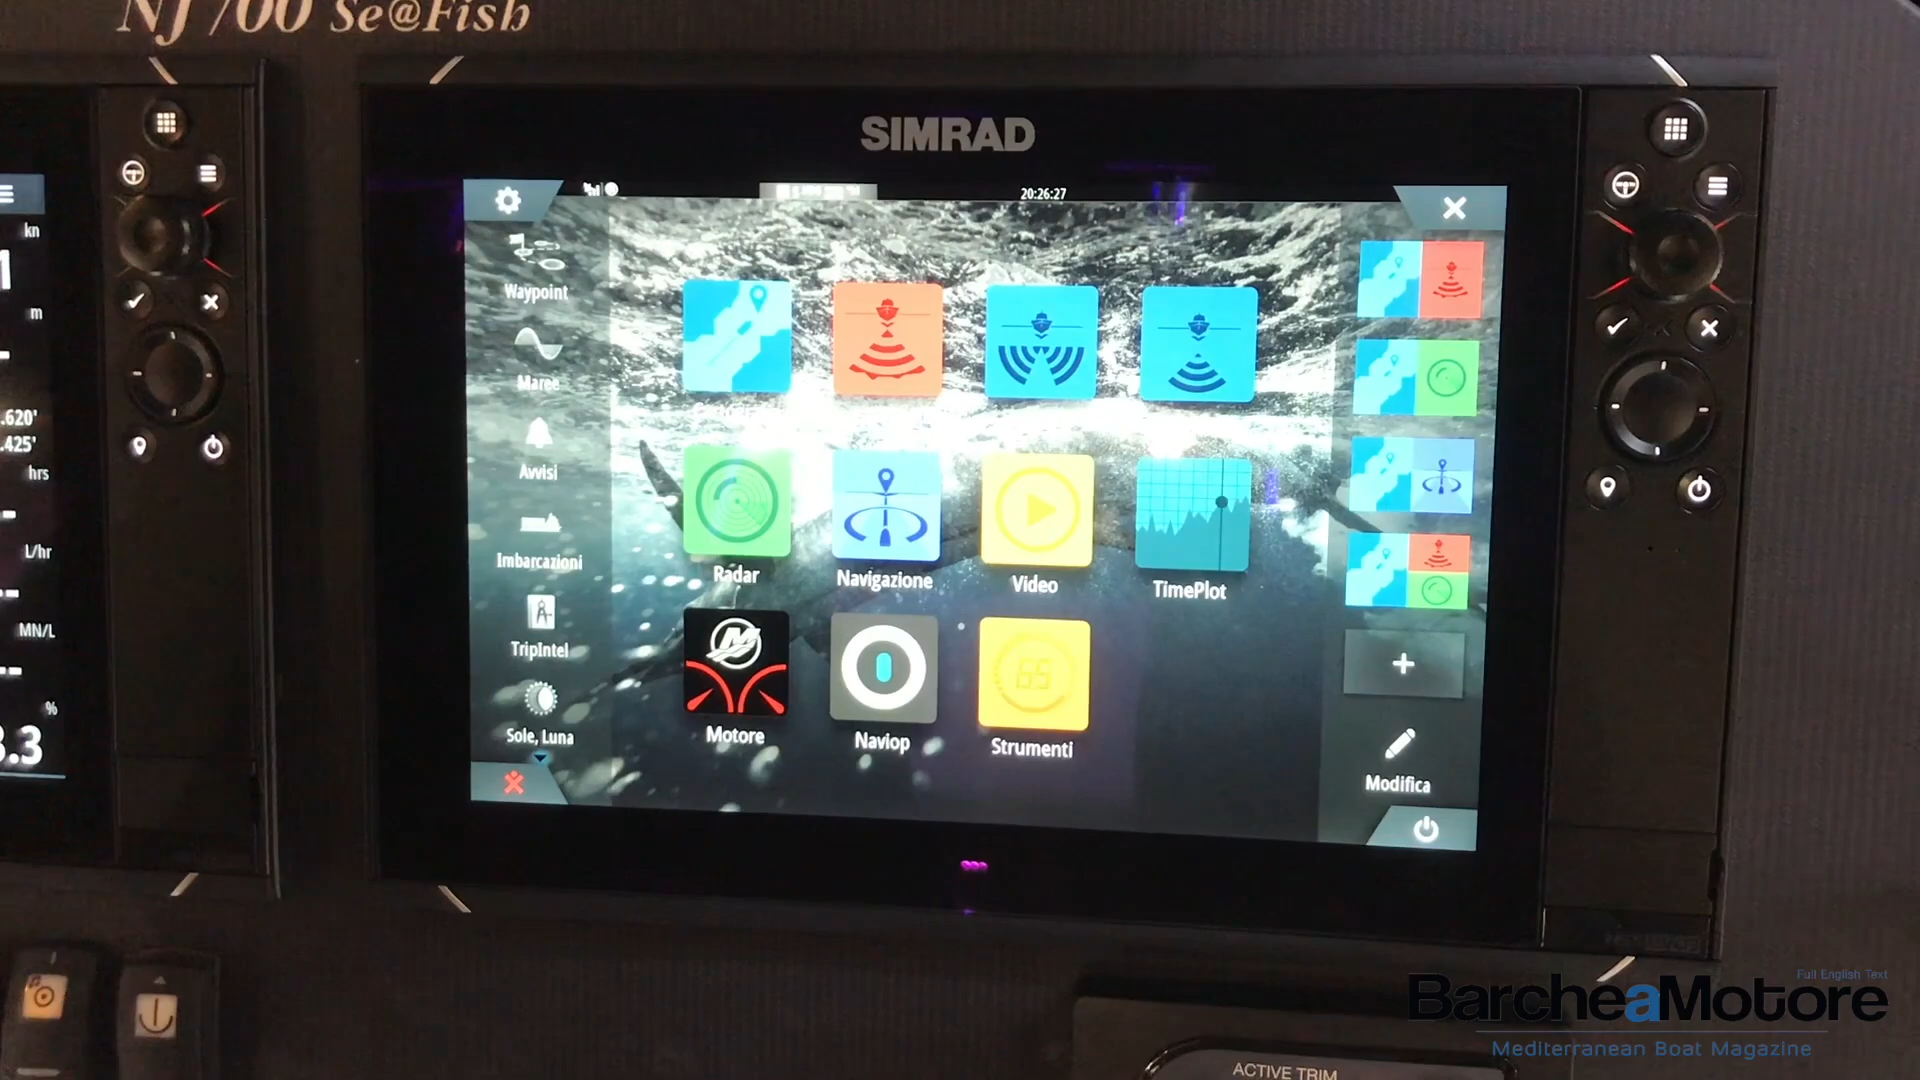 NJ 700 Se@Fish
SIMRAD
20:26:27
kn
m
.620'
.425'
hrs
L/hr
MN/L
%
3.3
Waypoint
Maree
Avvisi
Imbarcazioni
TripIntel
Sole, Luna
Radar
Navigazione
Video
TimePlot
Motore
Naviop
65
Strumenti
Modifica
ACTIVE TRIM
Full English Text
BarcheaMotore
Mediterranean Boat Magazine